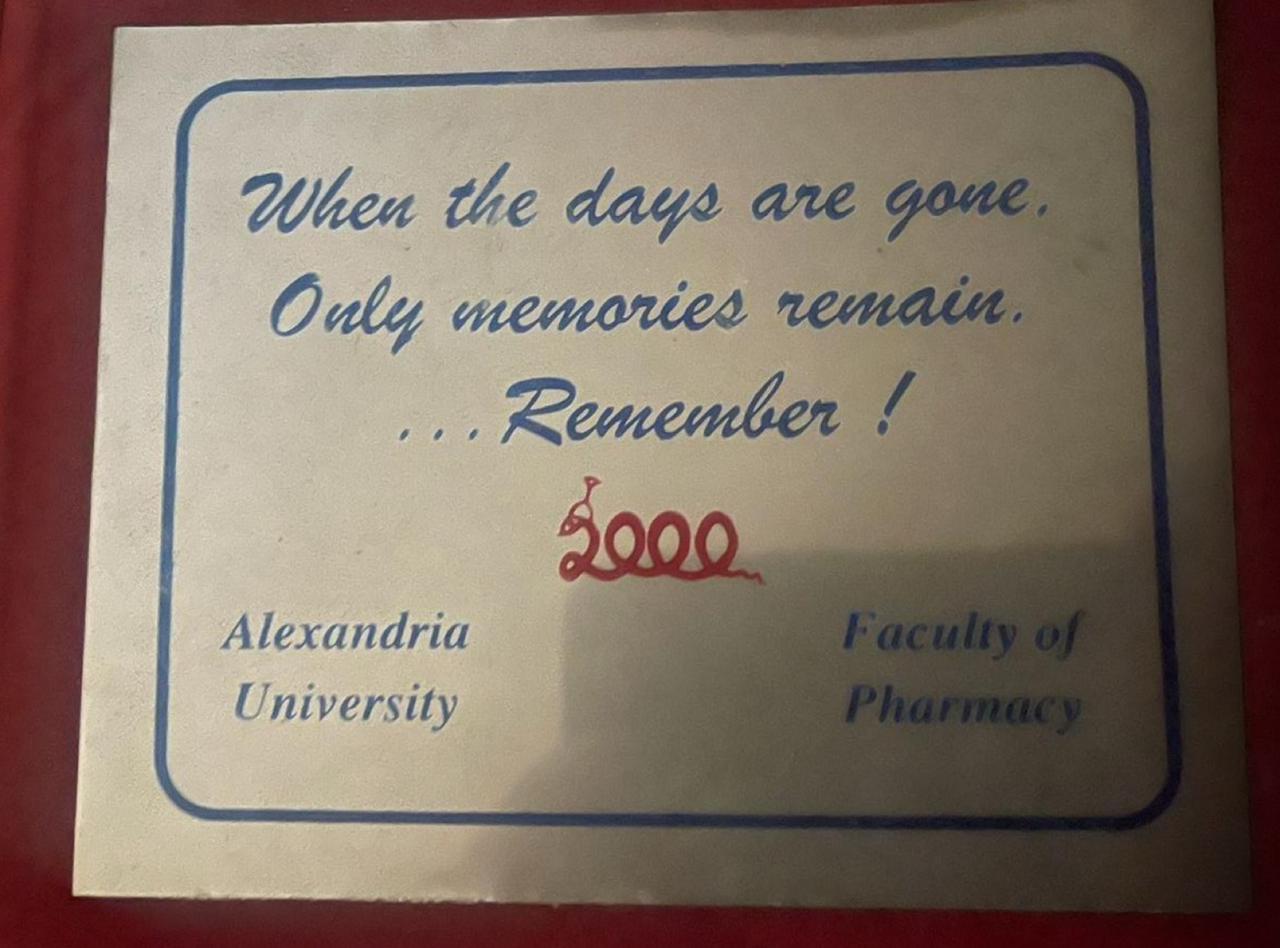 When the days are gone.
Only memories remain.
...Remember !
2000
Alexandria
University
Faculty of
Pharmacy